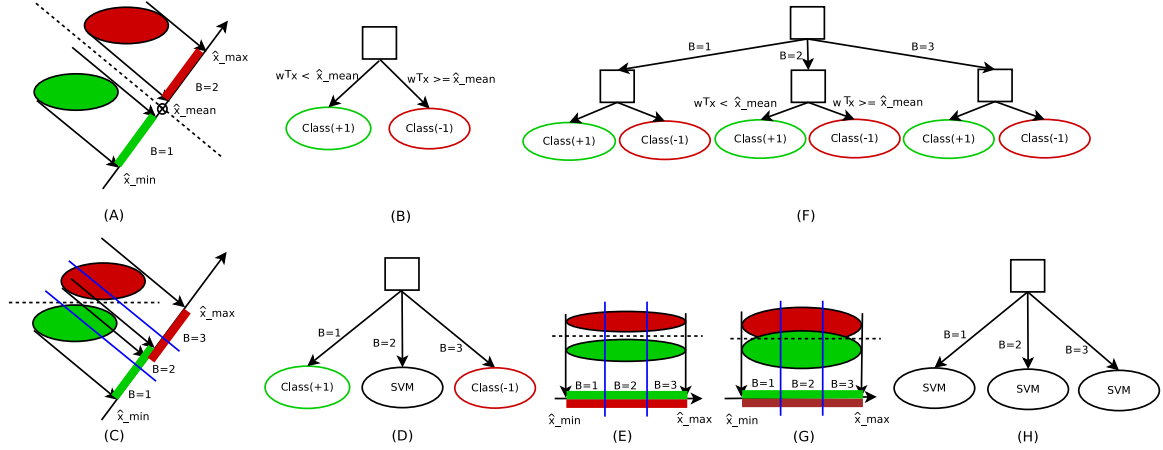 x̂_max
B=2
x̂_mean
B=1
x̂_min
(A)
wTx < x̂_mean
wTx >= x̂_mean
Class(+1)
Class(-1)
(B)
B=1
B=2
B=3
wTx < x̂_mean
w Tx >= x̂_mean
Class(+1)
Class(-1)
Class(+1)
Class(-1)
Class(+1)
Class(-1)
(F)
x̂_max
B=3
B=2
B=1
x̂_min
(C)
B=1
B=2
B=3
Class(+1)
SVM
Class(-1)
(D)
B=1
B=2
B=3
x̂_min
x̂_max
(E)
B=1
B=2
B=3
x̂_min
x̂_max
(G)
B=1
B=2
B=3
SVM
SVM
SVM
(H)